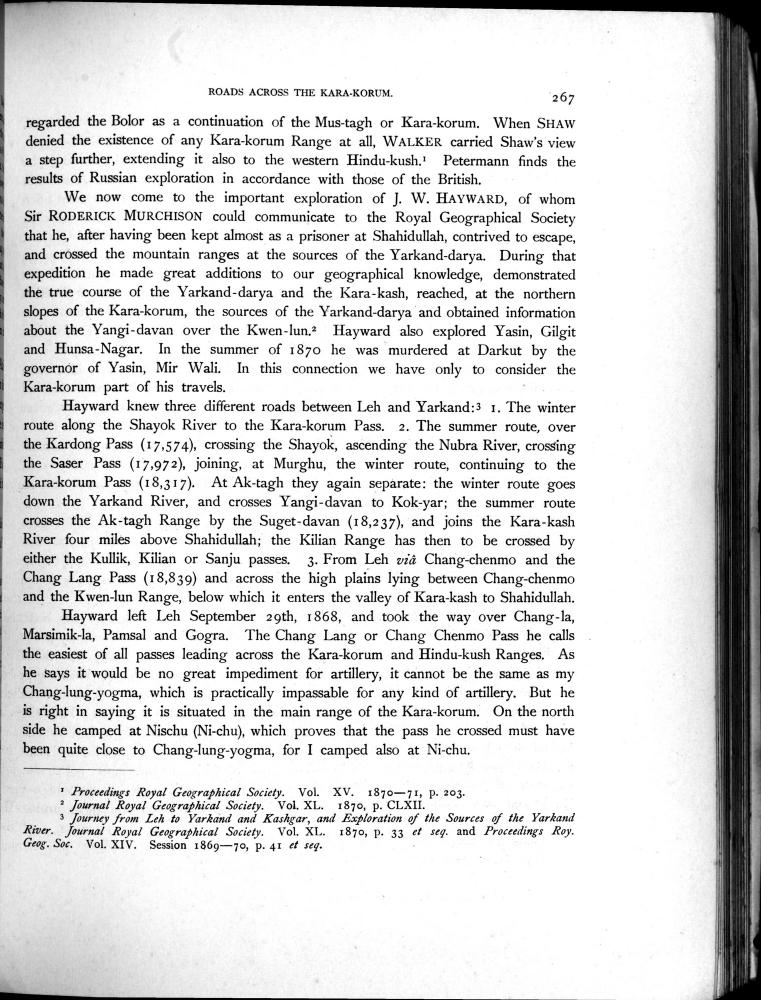 ROADS ACROSS THE KARA-KORUM.
267
regarded the Bolor as a continuation of the Mus-tagh or Kara-korum. When SHAW
denied the existence of any Kara-korum Range at all, WALKER carried Shaw's view
a step further, extending it also to the western Hindu-kush.¹ Petermann finds the
results of Russian exploration in accordance with those of the British.
We now come to the important exploration of J. W. HAYWARD, of whom
Sir RODERICK MURCHISON could communicate to the Royal Geographical Society
that he, after having been kept almost as a prisoner at Shahidullah, contrived to escape,
and crossed the mountain ranges at the sources of the Yarkand-darya. During that
expedition he made great additions to our geographical knowledge, demonstrated
the true course of the Yarkand-darya and the Kara-kash, reached, at the northern
slopes of the Kara-korum, the sources of the Yarkand-darya and obtained information
about the Yangi-davan over the Kwen-lun.² Hayward also explored Yasin, Gilgit
and Hunsa-Nagar. In the summer of 1870 he was murdered at Darkut by the
governor of Yasin, Mir Wali. In this connection we have only to consider the
Kara-korum part of his travels.
Hayward knew three different roads between Leh and Yarkand:³ 1. The winter
route along the Shayok River to the Kara-korum Pass. 2. The summer route, over
the Kardong Pass (17,574), crossing the Shayok, ascending the Nubra River, crossing
the Saser Pass (17,972), joining, at Murghu, the winter route, continuing to the
Kara-korum Pass (18,317). At Ak-tagh they again separate: the winter route goes
down the Yarkand River, and crosses Yangi-davan to Kok-yar; the summer route
crosses the Ak-tagh Range by the Suget-davan (18,237), and joins the Kara-kash
River four miles above Shahidullah; the Kilian Range has then to be crossed by
either the Kullik, Kilian or Sanju passes. 3. From Leh viâ Chang-chenmo and the
Chang Lang Pass (18,839) and across the high plains lying between Chang-chenmo
and the Kwen-lun Range, below which it enters the valley of Kara-kash to Shahidullah.
Hayward left Leh September 29th, 1868, and took the way over Chang-la,
Marsimik-la, Pamsal and Gogra. The Chang Lang or Chang Chenmo Pass he calls
the easiest of all passes leading across the Kara-korum and Hindu-kush Ranges. As
he says it would be no great impediment for artillery, it cannot be the same as my
Chang-lung-yogma, which is practically impassable for any kind of artillery. But he
is right in saying it is situated in the main range of the Kara-korum. On the north
side he camped at Nischu (Ni-chu), which proves that the pass he crossed must have
been quite close to Chang-lung-yogma, for I camped also at Ni-chu.
¹ Proceedings Royal Geographical Society. Vol. XV. 1870—71, p. 203.
² Journal Royal Geographical Society. Vol. XL. 1870, p. CLXII.
³ Journey from Leh to Yarkand and Kashgar, and Exploration of the Sources of the Yarkand
River. Journal Royal Geographical Society. Vol. XL. 1870, p. 33 et seq. and Proceedings Roy.
Geog. Soc. Vol. XIV. Session 1869—70, p. 41 et seq.